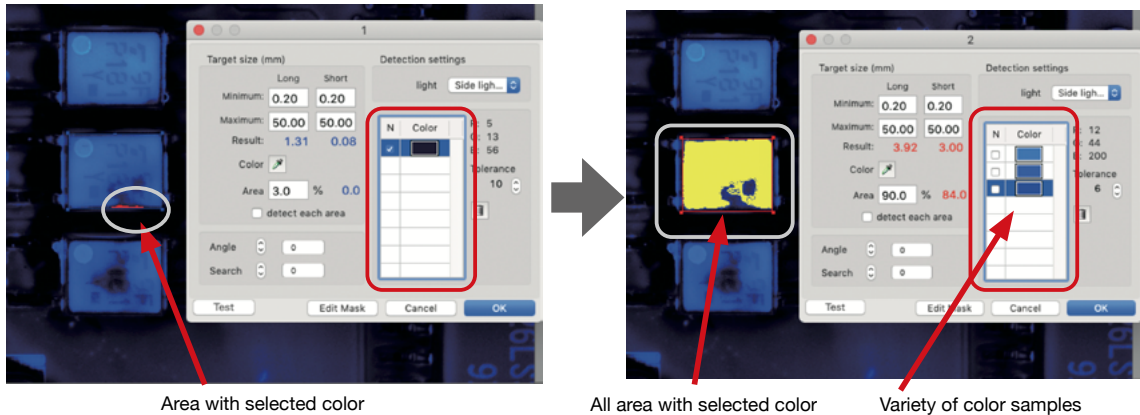 1
Target size (mm)
Detection settings
Long
Short
light
Side ligh...
Minimum:
0.20
0.20
Maximum:
50.00
50.00
N
Color
5
Result:
1.31
0.08
13
56
Color
Tolerance
10
Area
3.0
%
0.0
detect each area
Angle
0
Search
0
Test
Edit Mask
Cancel
OK
Area with selected color
2
Target size (mm)
Detection settings
Long
Short
light
Side ligh...
Minimum:
0.20
0.20
Maximum:
50.00
50.00
N
Color
12
Result:
3.92
3.00
44
200
Color
Tolerance
6
Area
90.0
%
84.0
detect each area
Angle
0
Search
0
Test
Edit Mask
Cancel
OK
All area with selected color
Variety of color samples